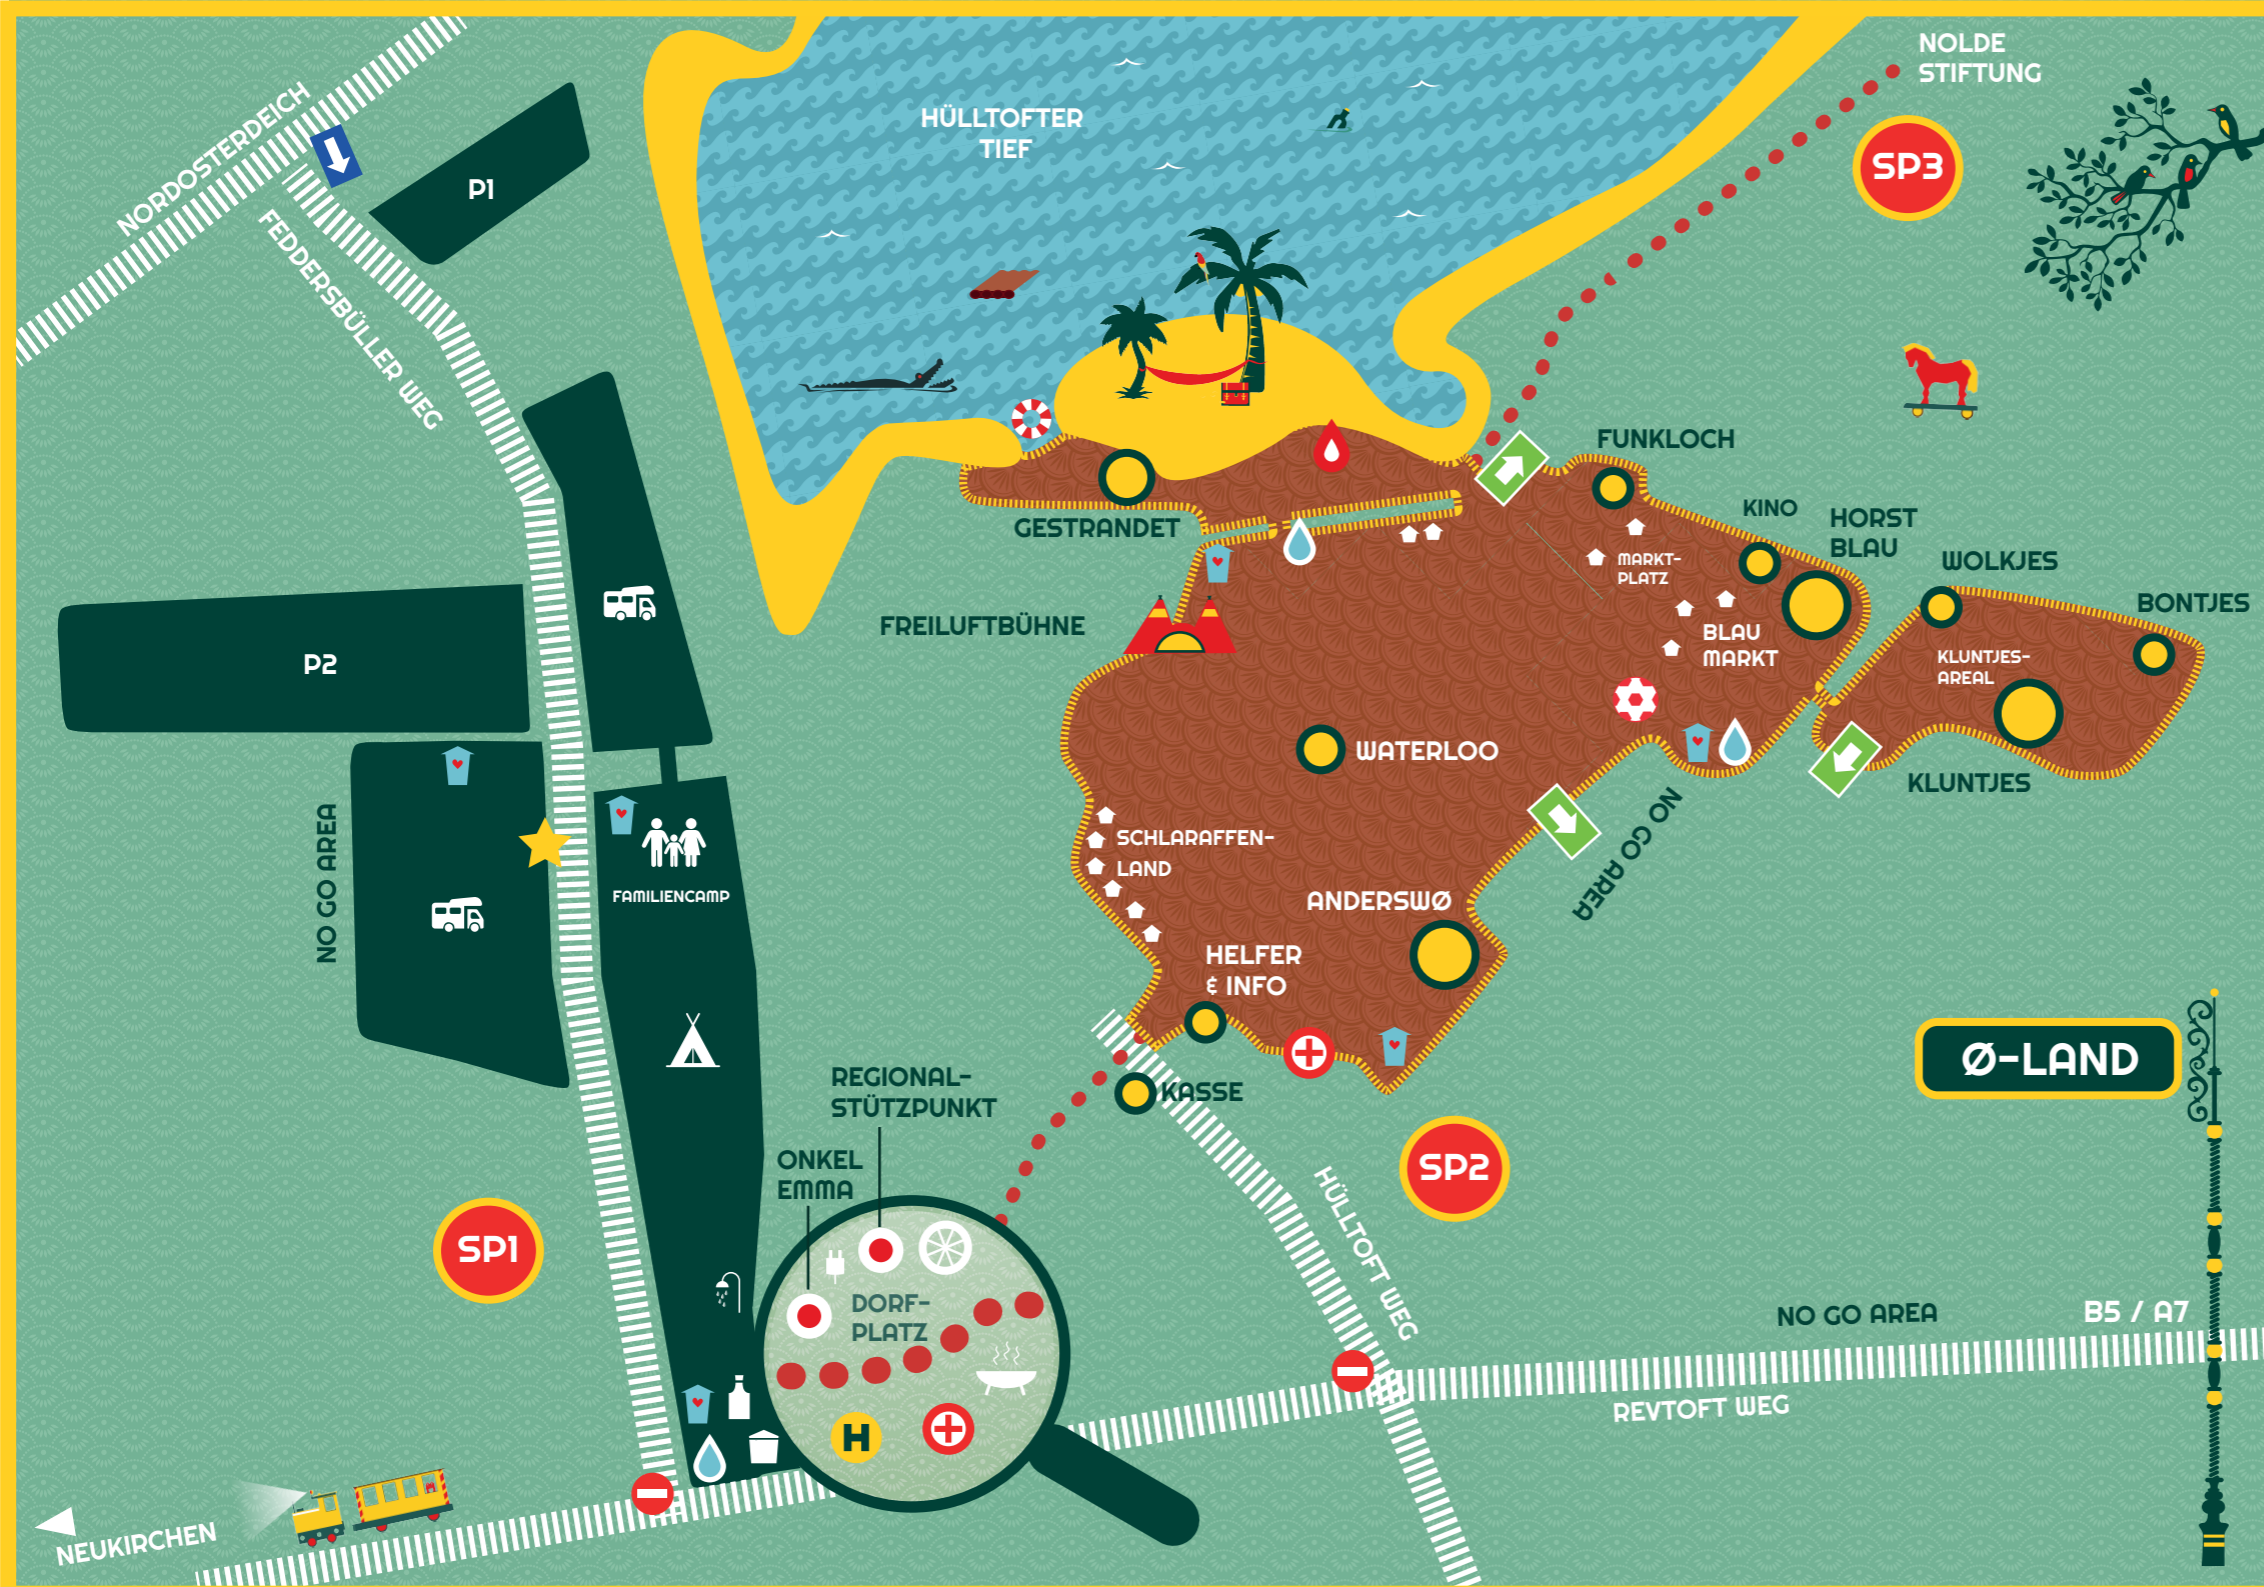 NOLDE
STIFTUNG
SP3
HÜLLTOFTER
TIEF
NORDOSTERDEICH
P1
FEDDERSBÜLLER WEG
FUNKLOCH
KINO
HORST
BLAU
GESTRANDET
MARKT-
PLATZ
WOLKJES
BONTJES
FREILUFTBÜHNE
BLAU
MARKT
KLUNTJES-
AREAL
P2
WATERLOO
KLUNTJES
NO GO AREA
NO GO AREA
SCHLARAFFEN-
LAND
FAMILIENCAMP
ANDERSWØ
HELFER
& INFO
Ø-LAND
REGIONAL-
STÜTZPUNKT
KASSE
ONKEL
EMMA
SP2
SP1
HÜLLTOFT WEG
DORF-
PLATZ
NO GO AREA
B5 / A7
REVTOFT WEG
H
NEUKIRCHEN